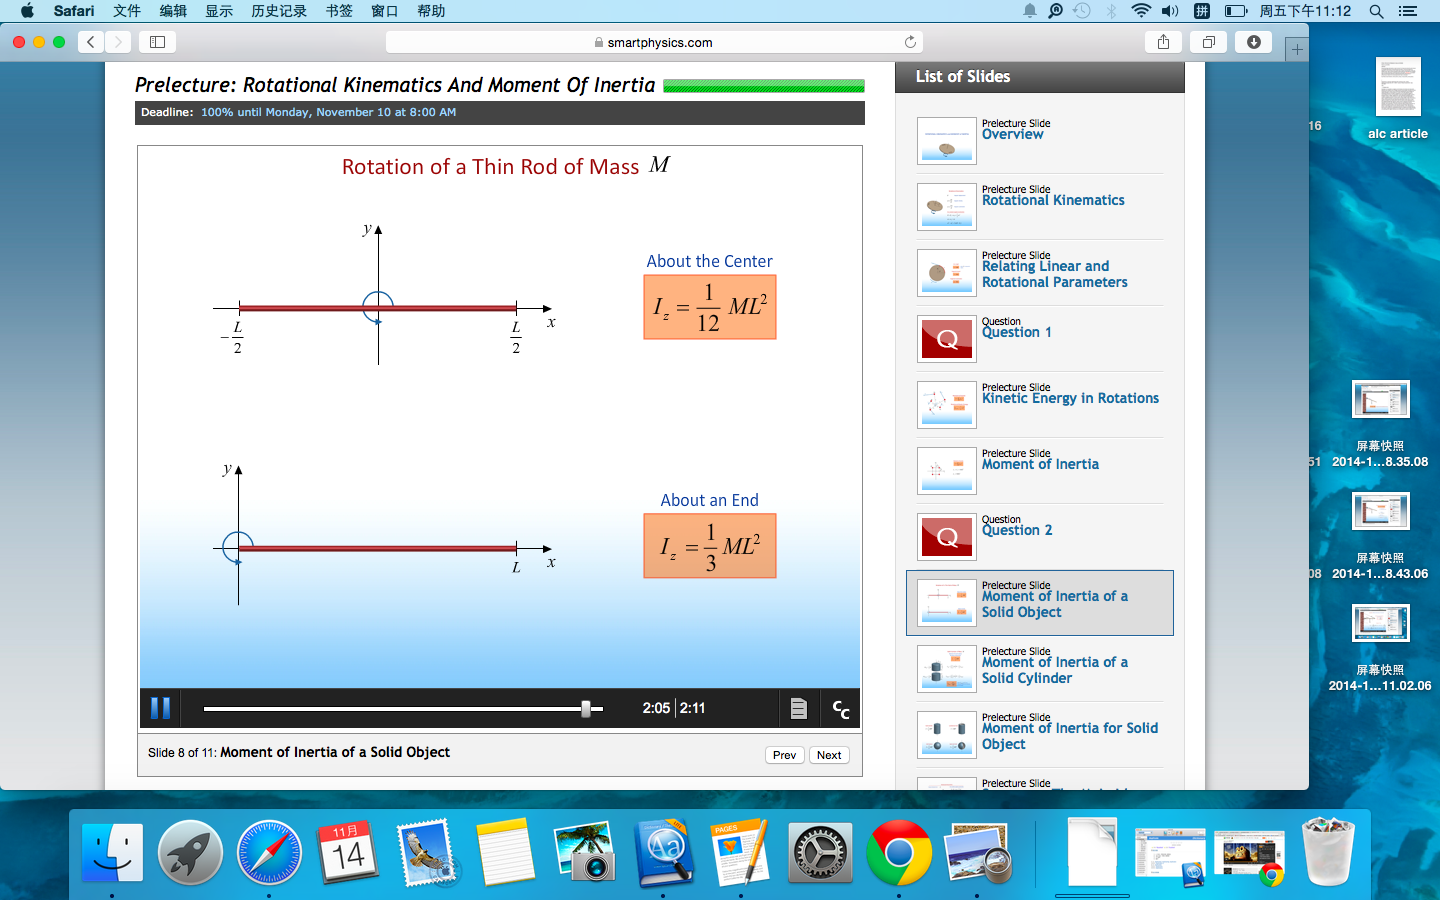 Safari 文件 编辑 显示 历史记录 书签 窗口 帮助 拼 周五下午11:12
smartphysics.com
Prelecture: Rotational Kinematics And Moment Of Inertia
Deadline: 100% until Monday, November 10 at 8:00 AM
Rotation of a Thin Rod of Mass M
y
x
-L/2
L/2
About the Center
I_z = 1/12 ML²
y
x
L
About an End
I_z = 1/3 ML²
2:05 | 2:11
CC
Slide 8 of 11: Moment of Inertia of a Solid Object
Prev Next
List of Slides
Prelecture Slide
Overview
Prelecture Slide
Rotational Kinematics
Prelecture Slide
Relating Linear and
Rotational Parameters
Q
Question
Question 1
Prelecture Slide
Kinetic Energy in Rotations
Prelecture Slide
Moment of Inertia
Q
Question
Question 2
Prelecture Slide
Moment of Inertia of a
Solid Object
Prelecture Slide
Moment of Inertia of a
Solid Cylinder
Prelecture Slide
Moment of Inertia for Solid
Object
Prelecture Slide
16
alc article
屏幕快照
51 2014-1...8.35.08
屏幕快照
08 2014-1...8.43.06
屏幕快照
2014-1...11.02.06
11月
14
Aa
PAGES